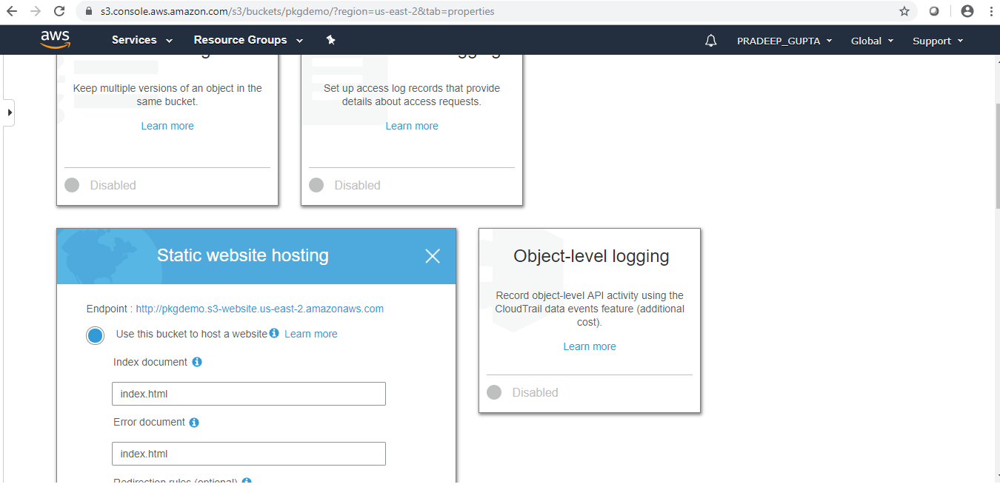 s3.console.aws.amazon.com/s3/buckets/pkgdemo/?region=us-east-2&tab=properties
aws
Services
Resource Groups
PRADEEP_GUPTA
Global
Support
Keep multiple versions of an object in the
same bucket.
Learn more
Disabled
Set up access log records that provide
details about access requests.
Learn more
Disabled
Static website hosting
Endpoint : http://pkgdemo.s3-website.us-east-2.amazonaws.com
Use this bucket to host a website Learn more
Index document
index.html
Error document
index.html
Redirection rules (optional)
Object-level logging
Record object-level API activity using the
CloudTrail data events feature (additional
cost).
Learn more
Disabled